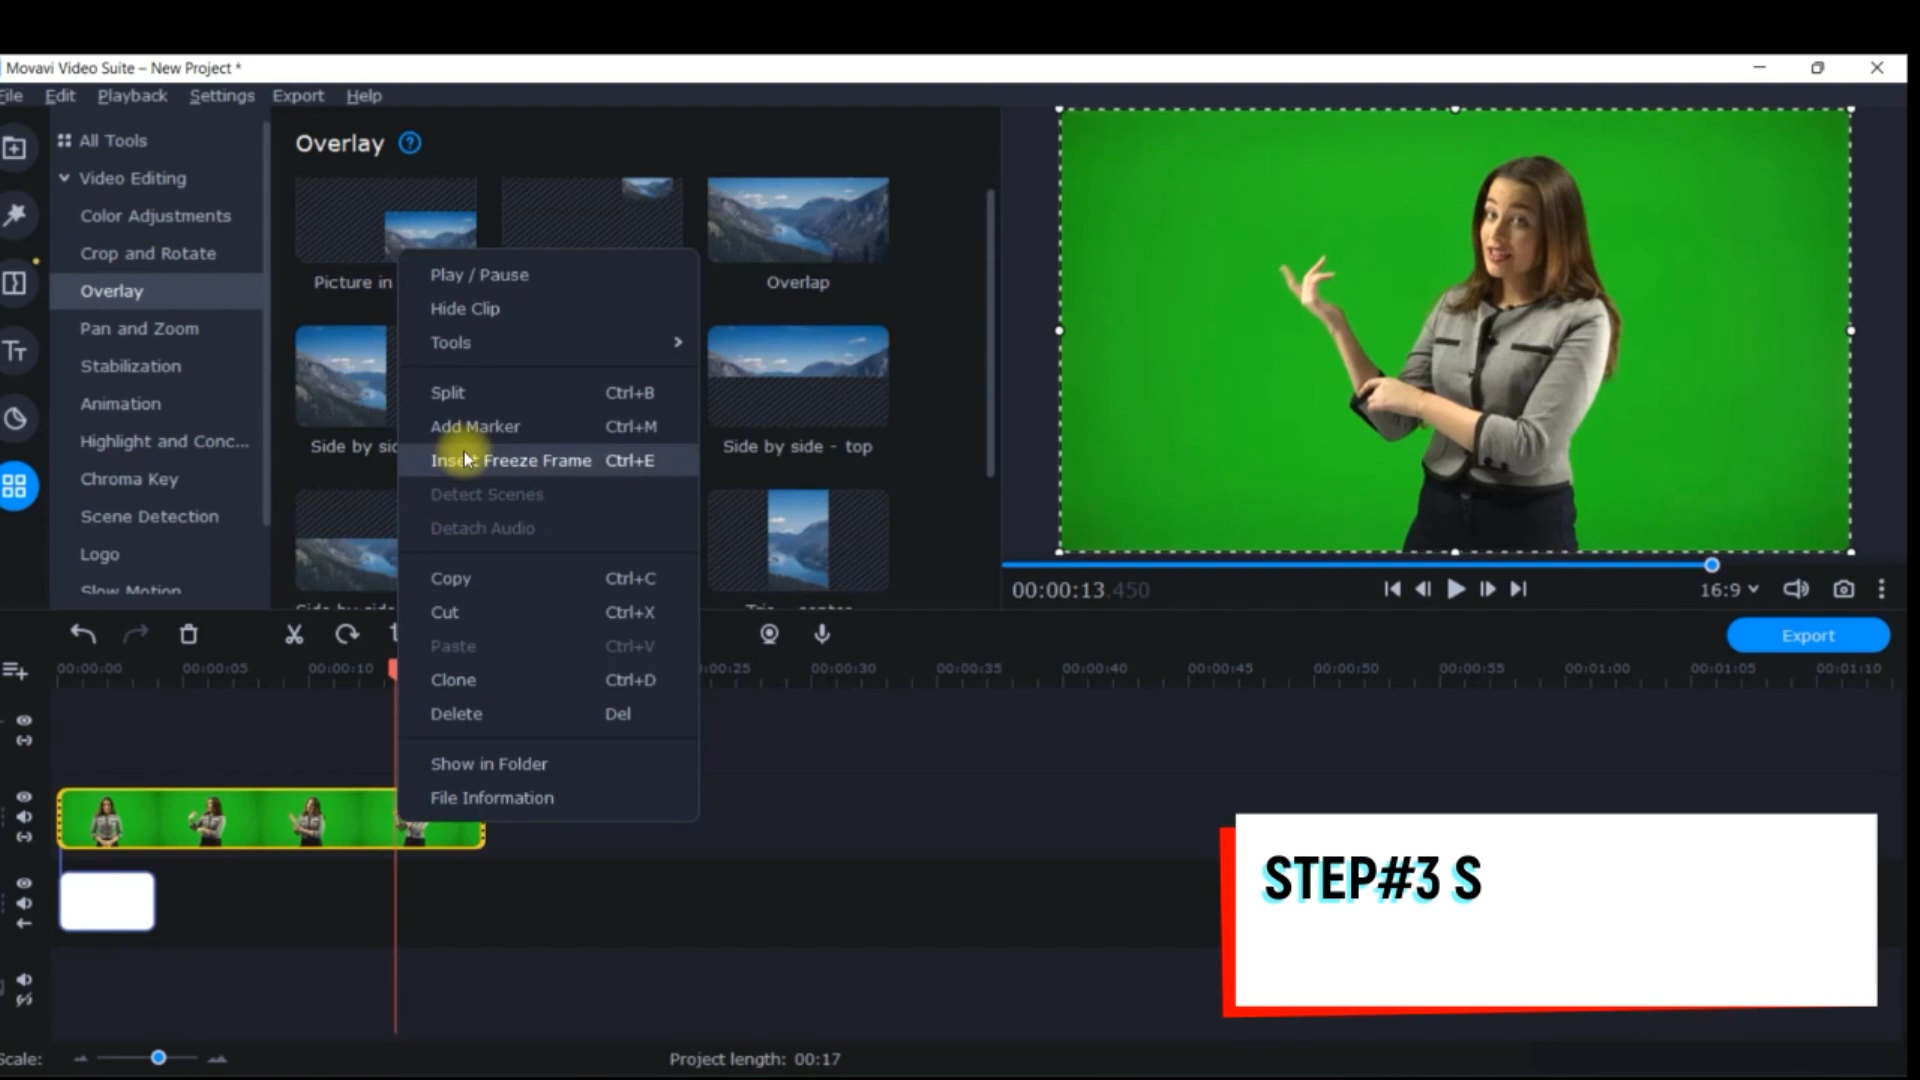 Movavi Video Suite – New Project *
File Edit Playback Settings Export Help
All Tools
Video Editing
Color Adjustments
Crop and Rotate
Overlay
Pan and Zoom
Stabilization
Animation
Highlight and Conc...
Chroma Key
Scene Detection
Logo
Slow Motion
Overlay ?
Picture in
Overlap
Side by sid
Side by side - top
Side by side
Play / Pause
Hide Clip
Tools
Split Ctrl+B
Add Marker Ctrl+M
Insert Freeze Frame Ctrl+E
Detect Scenes
Detach Audio
Copy Ctrl+C
Cut Ctrl+X
Paste Ctrl+V
Clone Ctrl+D
Delete Del
Show in Folder
File Information
00:00:13.450
16:9
Export
00:00:00 00:00:05 00:00:10 :00:25 00:00:30 00:00:35 00:00:40 00:00:45 00:00:50 00:00:55 00:01:00 00:01:05 00:01:10
STEP#3 S
Scale:
Project length: 00:17